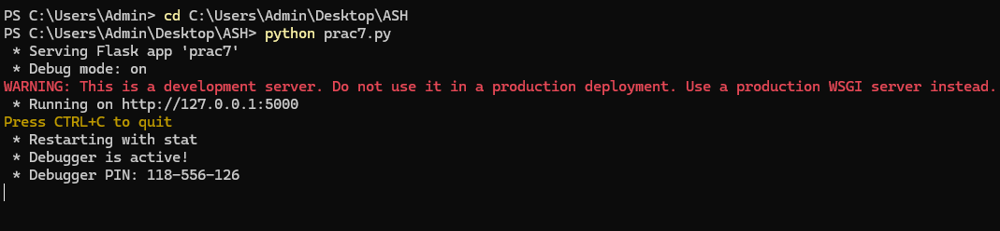 PS C:\Users\Admin> cd C:\Users\Admin\Desktop\ASH
PS C:\Users\Admin\Desktop\ASH> python prac7.py
 * Serving Flask app 'prac7'
 * Debug mode: on
WARNING: This is a development server. Do not use it in a production deployment. Use a production WSGI server instead.
 * Running on http://127.0.0.1:5000
Press CTRL+C to quit
 * Restarting with stat
 * Debugger is active!
 * Debugger PIN: 118-556-126